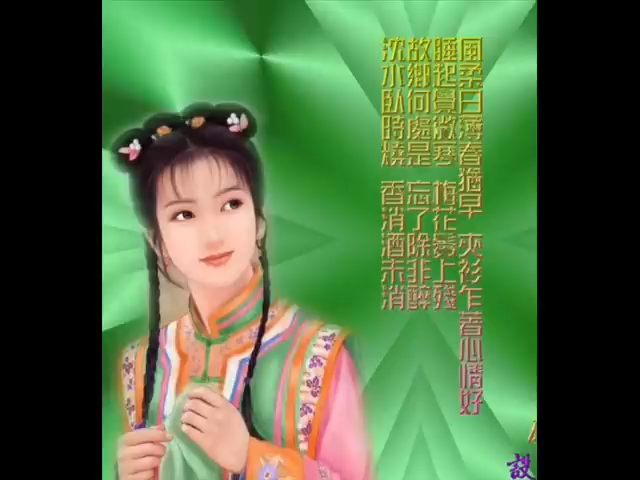 風柔日薄春猶早 夾衫乍著心情好
睡起覺微寒 梅花鬢上殘
故鄉何處是 忘了除非醉
沈水臥時燒 香消酒未消
設